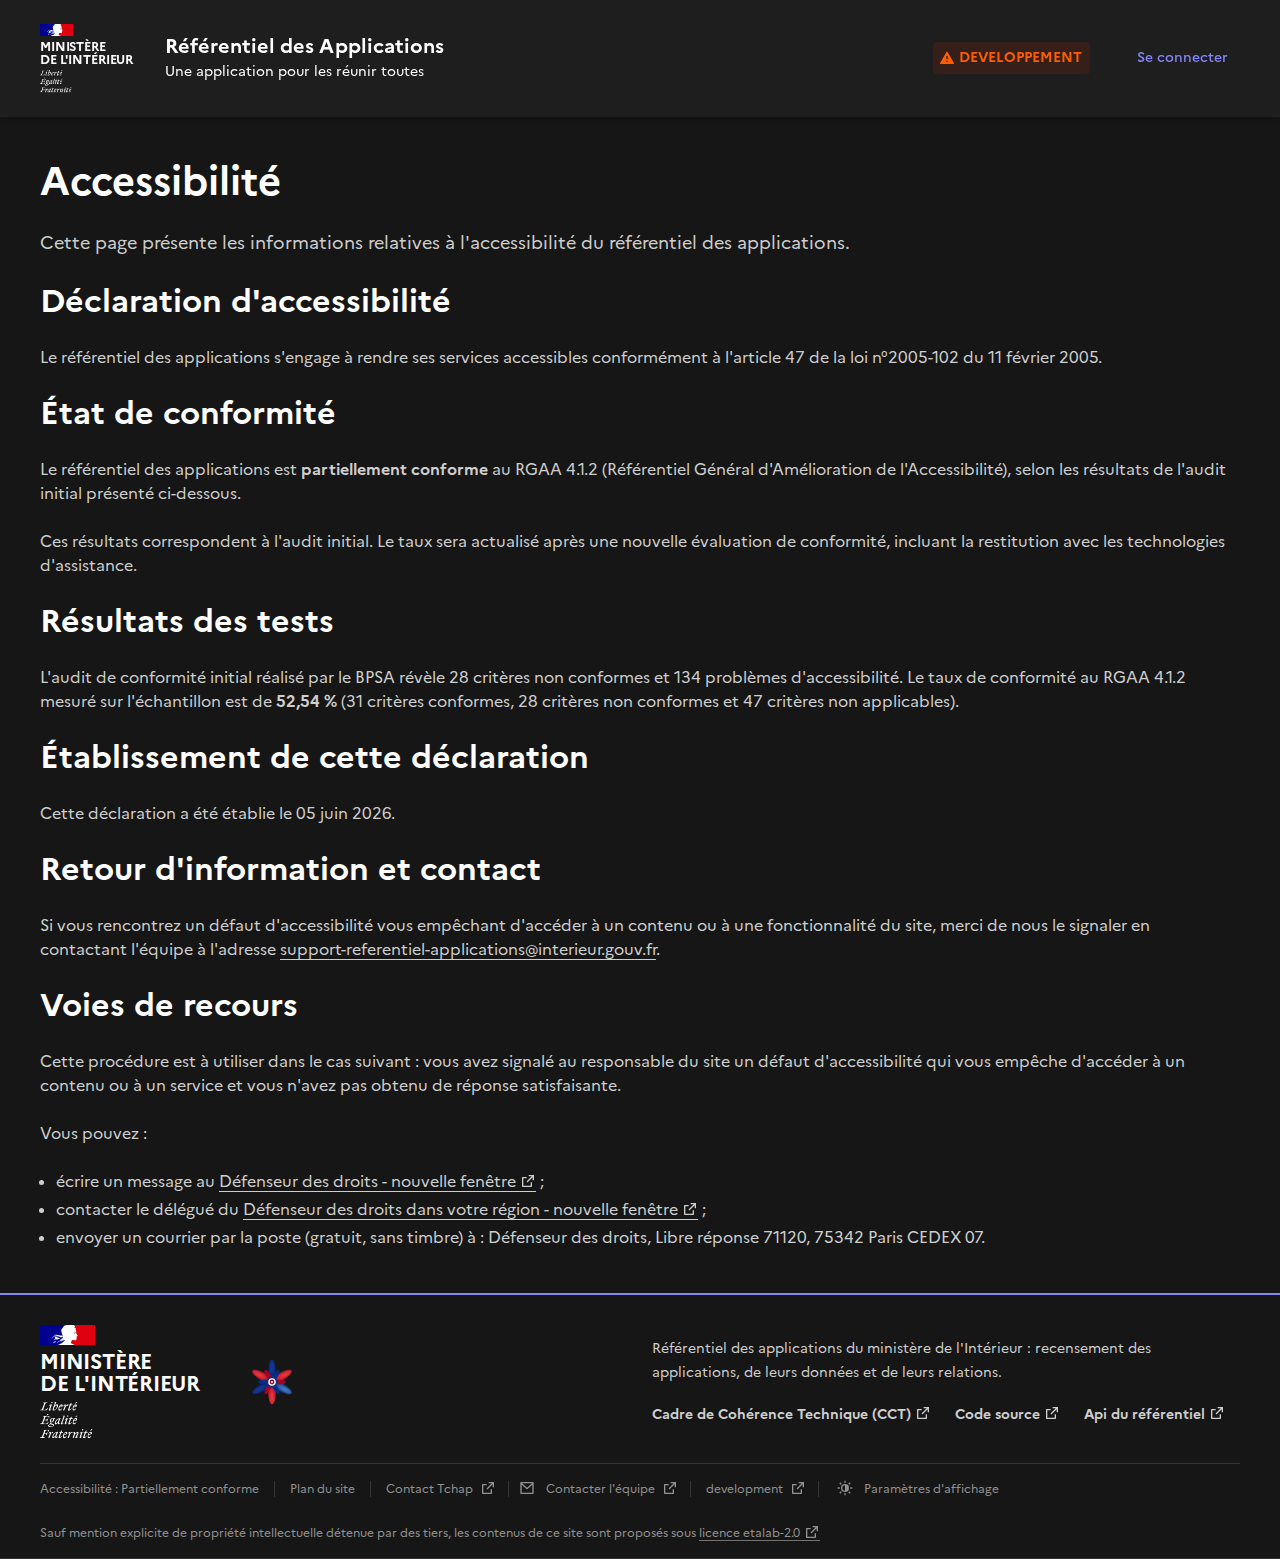 MINISTÈRE
DE L'INTÉRIEUR
Liberté
Égalité
Fraternité
Référentiel des Applications
Une application pour les réunir toutes
DEVELOPPEMENT
Se connecter
Accessibilité
Cette page présente les informations relatives à l'accessibilité du référentiel des applications.
Déclaration d'accessibilité
Le référentiel des applications s'engage à rendre ses services accessibles conformément à l'article 47 de la loi n°2005-102 du 11 février 2005.
État de conformité
Le référentiel des applications est partiellement conforme au RGAA 4.1.2 (Référentiel Général d'Amélioration de l'Accessibilité), selon les résultats de l'audit
initial présenté ci-dessous.
Ces résultats correspondent à l'audit initial. Le taux sera actualisé après une nouvelle évaluation de conformité, incluant la restitution avec les technologies
d'assistance.
Résultats des tests
L'audit de conformité initial réalisé par le BPSA révèle 28 critères non conformes et 134 problèmes d'accessibilité. Le taux de conformité au RGAA 4.1.2
mesuré sur l'échantillon est de 52,54 % (31 critères conformes, 28 critères non conformes et 47 critères non applicables).
Établissement de cette déclaration
Cette déclaration a été établie le 05 juin 2026.
Retour d'information et contact
Si vous rencontrez un défaut d'accessibilité vous empêchant d'accéder à un contenu ou à une fonctionnalité du site, merci de nous le signaler en
contactant l'équipe à l'adresse support-referentiel-applications@interieur.gouv.fr.
Voies de recours
Cette procédure est à utiliser dans le cas suivant : vous avez signalé au responsable du site un défaut d'accessibilité qui vous empêche d'accéder à un
contenu ou à un service et vous n'avez pas obtenu de réponse satisfaisante.
Vous pouvez :
écrire un message au Défenseur des droits - nouvelle fenêtre ;
contacter le délégué du Défenseur des droits dans votre région - nouvelle fenêtre ;
envoyer un courrier par la poste (gratuit, sans timbre) à : Défenseur des droits, Libre réponse 71120, 75342 Paris CEDEX 07.
MINISTÈRE
DE L'INTÉRIEUR
Liberté
Égalité
Fraternité
Référentiel des applications du ministère de l'Intérieur : recensement des
applications, de leurs données et de leurs relations.
Cadre de Cohérence Technique (CCT) Code source Api du référentiel
Accessibilité : Partiellement conforme Plan du site Contact Tchap Contacter l'équipe development Paramètres d'affichage
Sauf mention explicite de propriété intellectuelle détenue par des tiers, les contenus de ce site sont proposés sous licence etalab-2.0